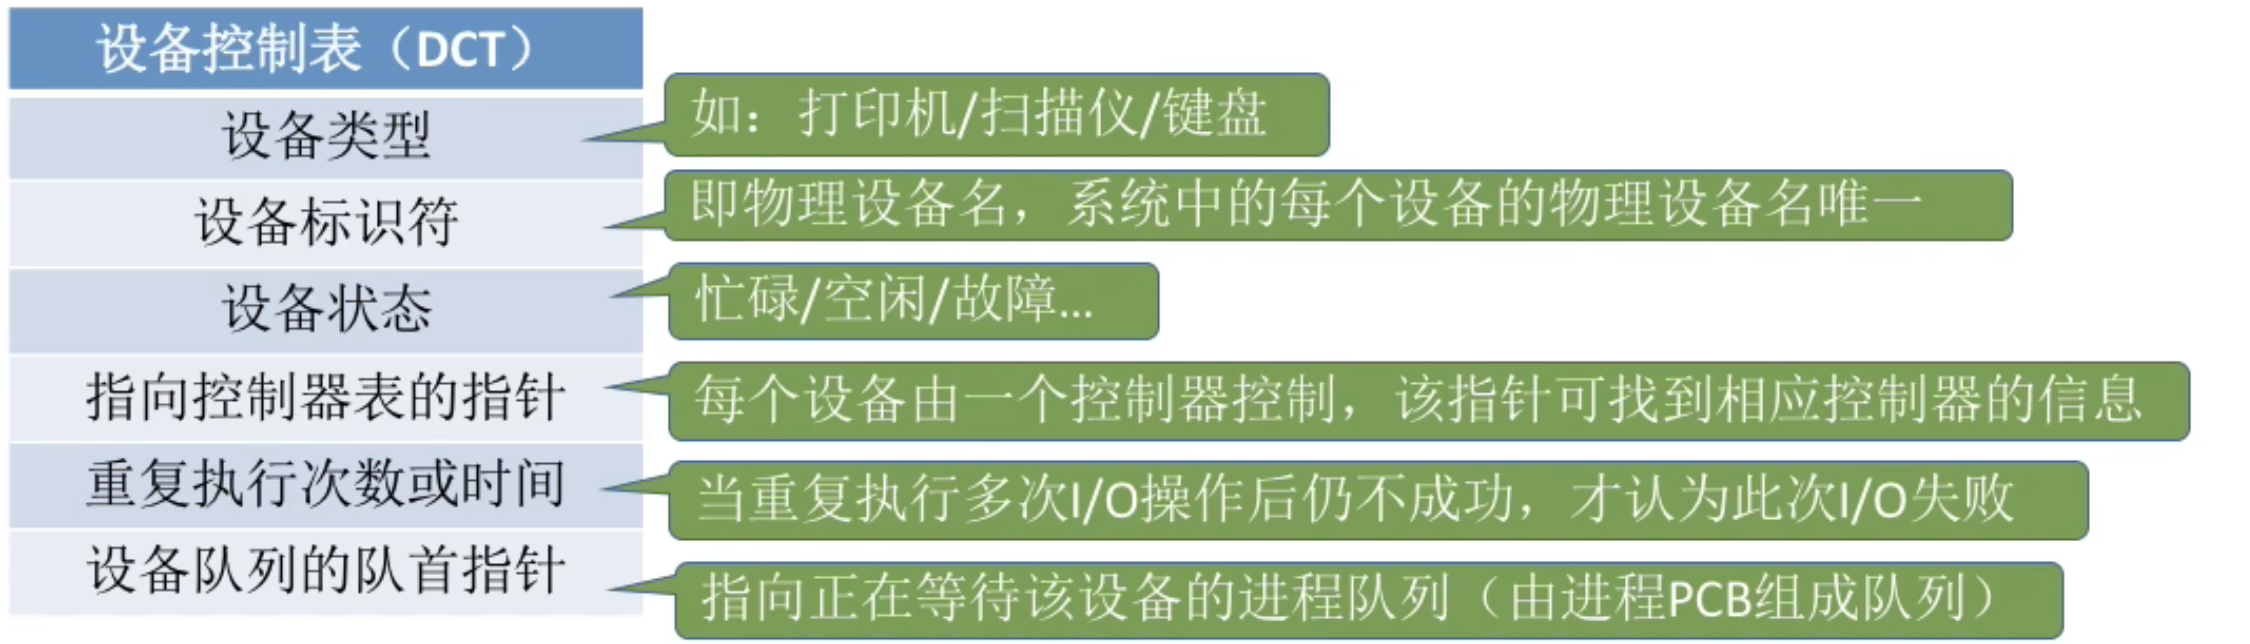 设备控制表（DCT）
设备类型
如：打印机/扫描仪/键盘
设备标识符
即物理设备名，系统中的每个设备的物理设备名唯一
设备状态
忙碌/空闲/故障...
指向控制器表的指针
每个设备由一个控制器控制，该指针可找到相应控制器的信息
重复执行次数或时间
当重复执行多次I/O操作后仍不成功，才认为此次I/O失败
设备队列的队首指针
指向正在等待该设备的进程队列（由进程PCB组成队列）